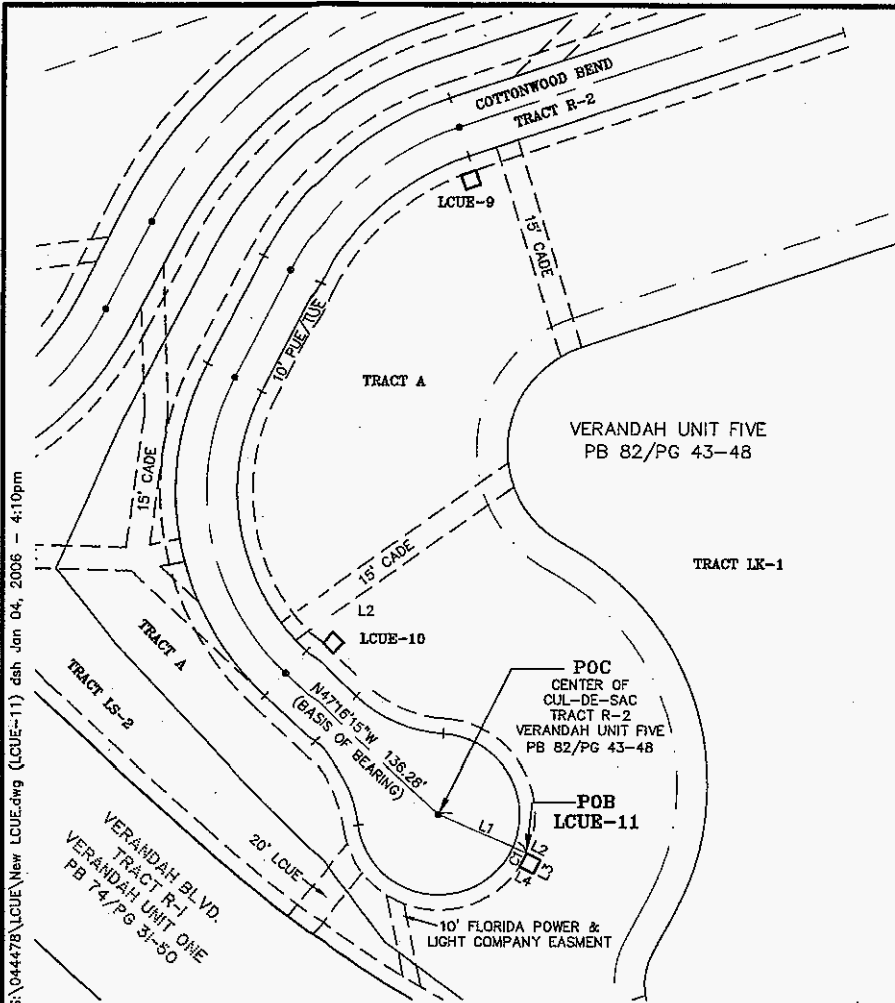 COTTONWOOD BEND
TRACT R-2
LCUE-9
15' CADE
10' PUE/TUE
TRACT A
VERANDAH UNIT FIVE
PB 82/PG 43-48
15' CADE
15' CADE
TRACT LK-1
L2
LCUE-10
TRACT A
TRACT LS-2
N47°16'15"W 136.28'
(BASIS OF BEARING)
POC
CENTER OF
CUL-DE-SAC
TRACT R-2
VERANDAH UNIT FIVE
PB 82/PG 43-48
POB
LCUE-11
L1
L2
C11
L3
L4
20' LCUE
VERANDAH BLVD.
TRACT R-1
VERANDAH UNIT ONE
PB 74/PG 31-50
10' FLORIDA POWER &
LIGHT COMPANY EASMENT
S:\044478\LCUE\New LCUE.dwg (LCUE-11) dsh Jan 04, 2006 - 4:10pm